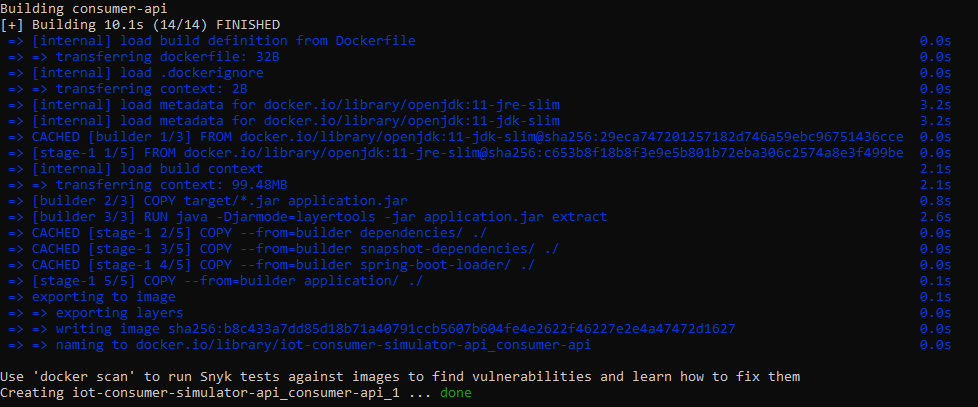 Building consumer-api
[+] Building 10.1s (14/14) FINISHED
=> [internal] load build definition from Dockerfile 0.0s
=> => transferring dockerfile: 32B 0.0s
=> [internal] load .dockerignore 0.0s
=> => transferring context: 2B 0.0s
=> [internal] load metadata for docker.io/library/openjdk:11-jre-slim 3.2s
=> [internal] load metadata for docker.io/library/openjdk:11-jdk-slim 3.2s
=> CACHED [builder 1/3] FROM docker.io/library/openjdk:11-jdk-slim@sha256:29eca747201257182d746a59ebc96751436cce 0.0s
=> [stage-1 1/5] FROM docker.io/library/openjdk:11-jre-slim@sha256:c653b8f18b8f3e9e5b801b72eba306c2574a8e3f499be 0.0s
=> [internal] load build context 2.1s
=> => transferring context: 99.48MB 2.1s
=> [builder 2/3] COPY target/*.jar application.jar 0.8s
=> [builder 3/3] RUN java -Djarmode=layertools -jar application.jar extract 2.6s
=> CACHED [stage-1 2/5] COPY --from=builder dependencies/ ./ 0.0s
=> CACHED [stage-1 3/5] COPY --from=builder snapshot-dependencies/ ./ 0.0s
=> CACHED [stage-1 4/5] COPY --from=builder spring-boot-loader/ ./ 0.0s
=> [stage-1 5/5] COPY --from=builder application/ ./ 0.1s
=> exporting to image 0.1s
=> => exporting layers 0.0s
=> => writing image sha256:b8c433a7dd85d18b71a40791ccb5607b604fe4e2622f46227e2e4a47472d1627 0.0s
=> => naming to docker.io/library/iot-consumer-simulator-api_consumer-api 0.0s
Use 'docker scan' to run Snyk tests against images to find vulnerabilities and learn how to fix them
Creating iot-consumer-simulator-api_consumer-api_1 ... done